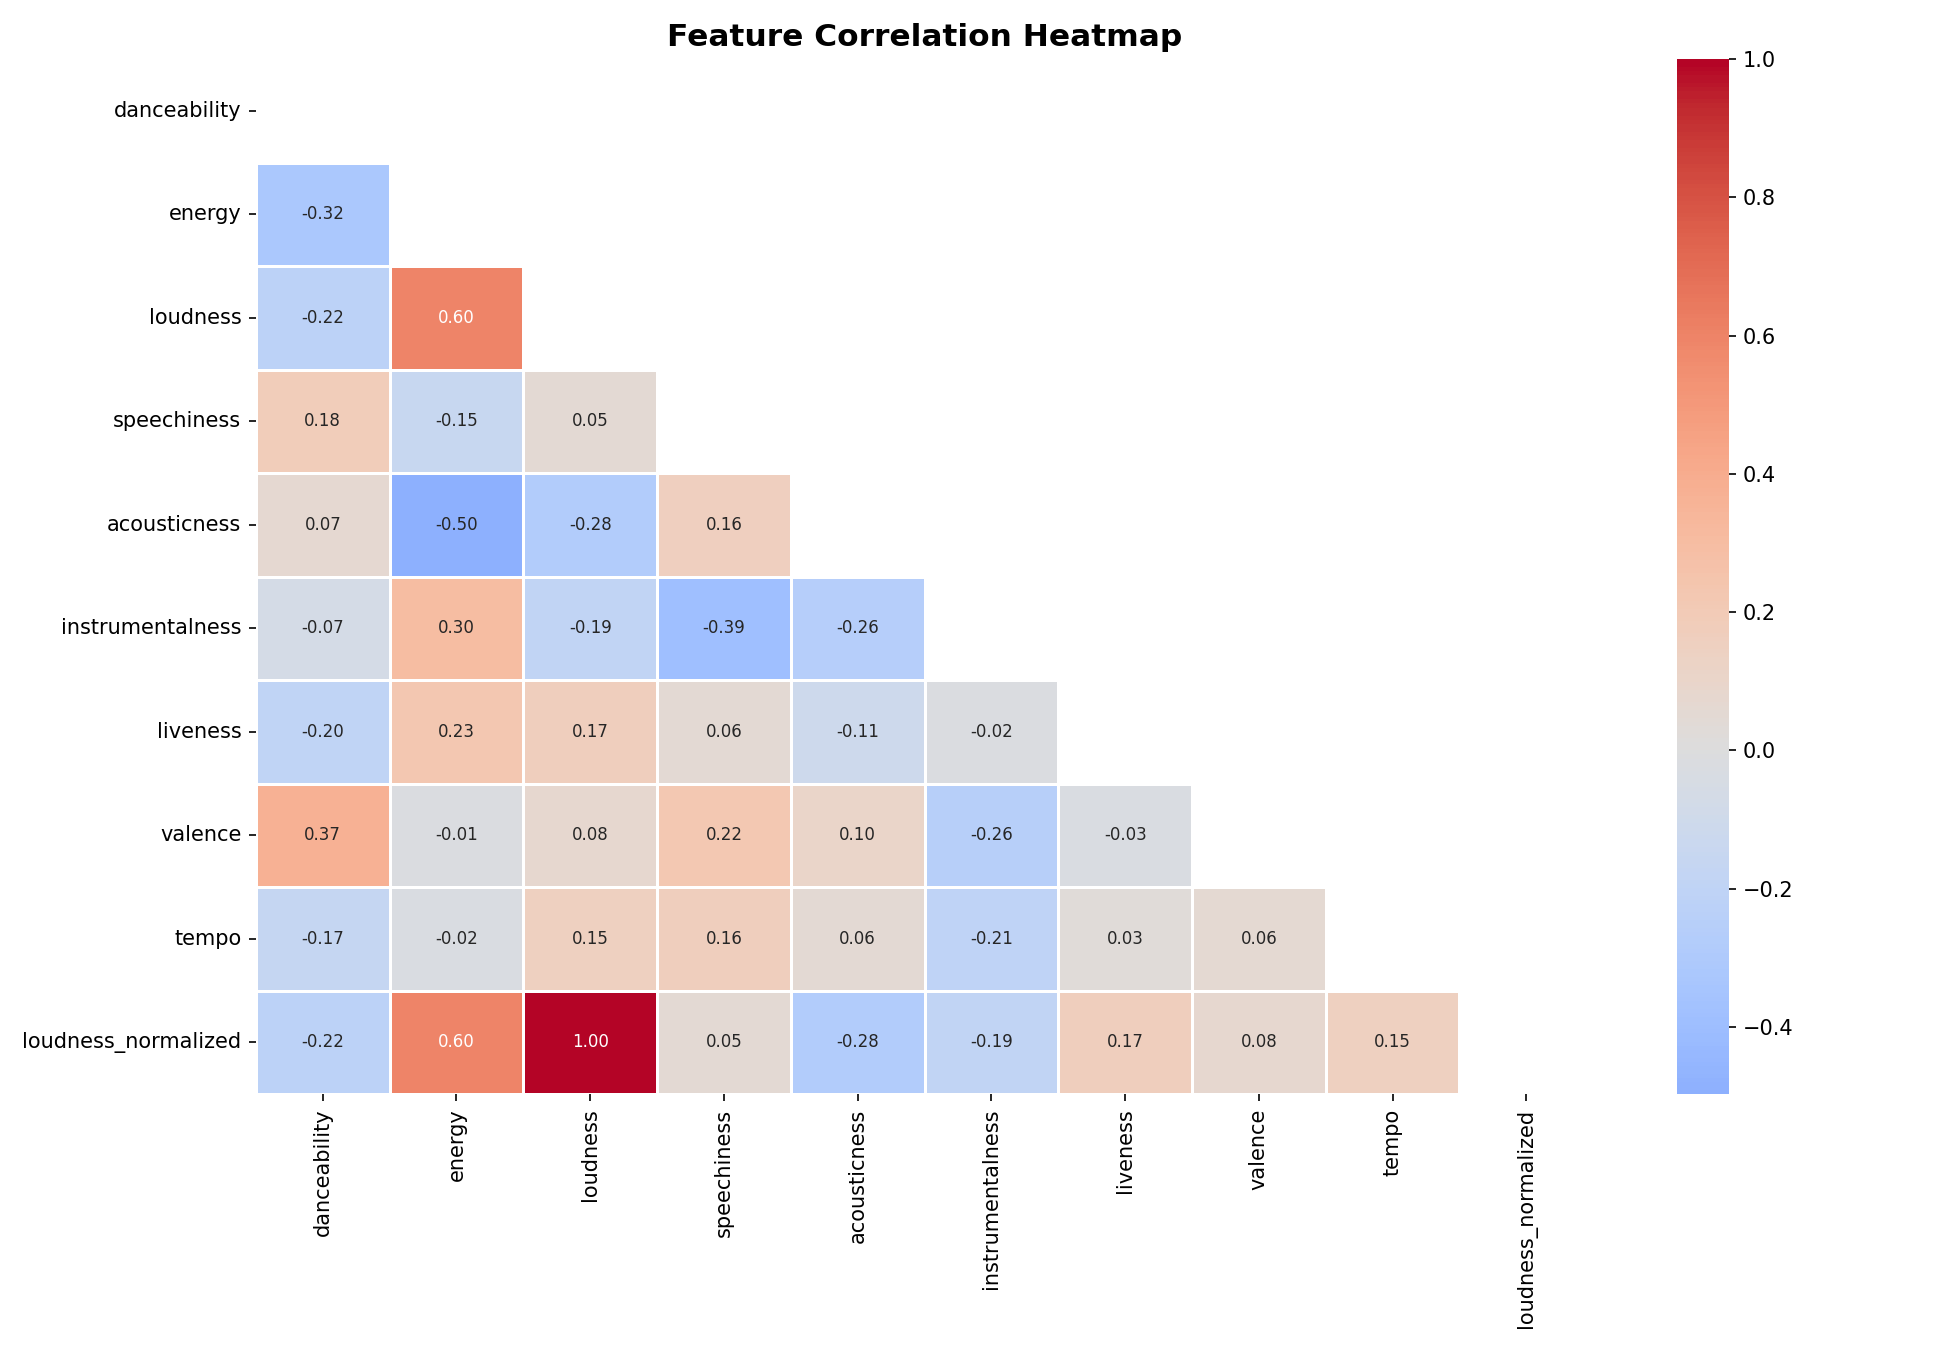 Feature Correlation Heatmap
danceability
energy -0.32
loudness -0.22 0.60
speechiness 0.18 -0.15 0.05
acousticness 0.07 -0.50 -0.28 0.16
instrumentalness -0.07 0.30 -0.19 -0.39 -0.26
liveness -0.20 0.23 0.17 0.06 -0.11 -0.02
valence 0.37 -0.01 0.08 0.22 0.10 -0.26 -0.03
tempo -0.17 -0.02 0.15 0.16 0.06 -0.21 0.03 0.06
loudness_normalized -0.22 0.60 1.00 0.05 -0.28 -0.19 0.17 0.08 0.15
danceability
energy
loudness
speechiness
acousticness
instrumentalness
liveness
valence
tempo
loudness_normalized
1.0
0.8
0.6
0.4
0.2
0.0
−0.2
−0.4